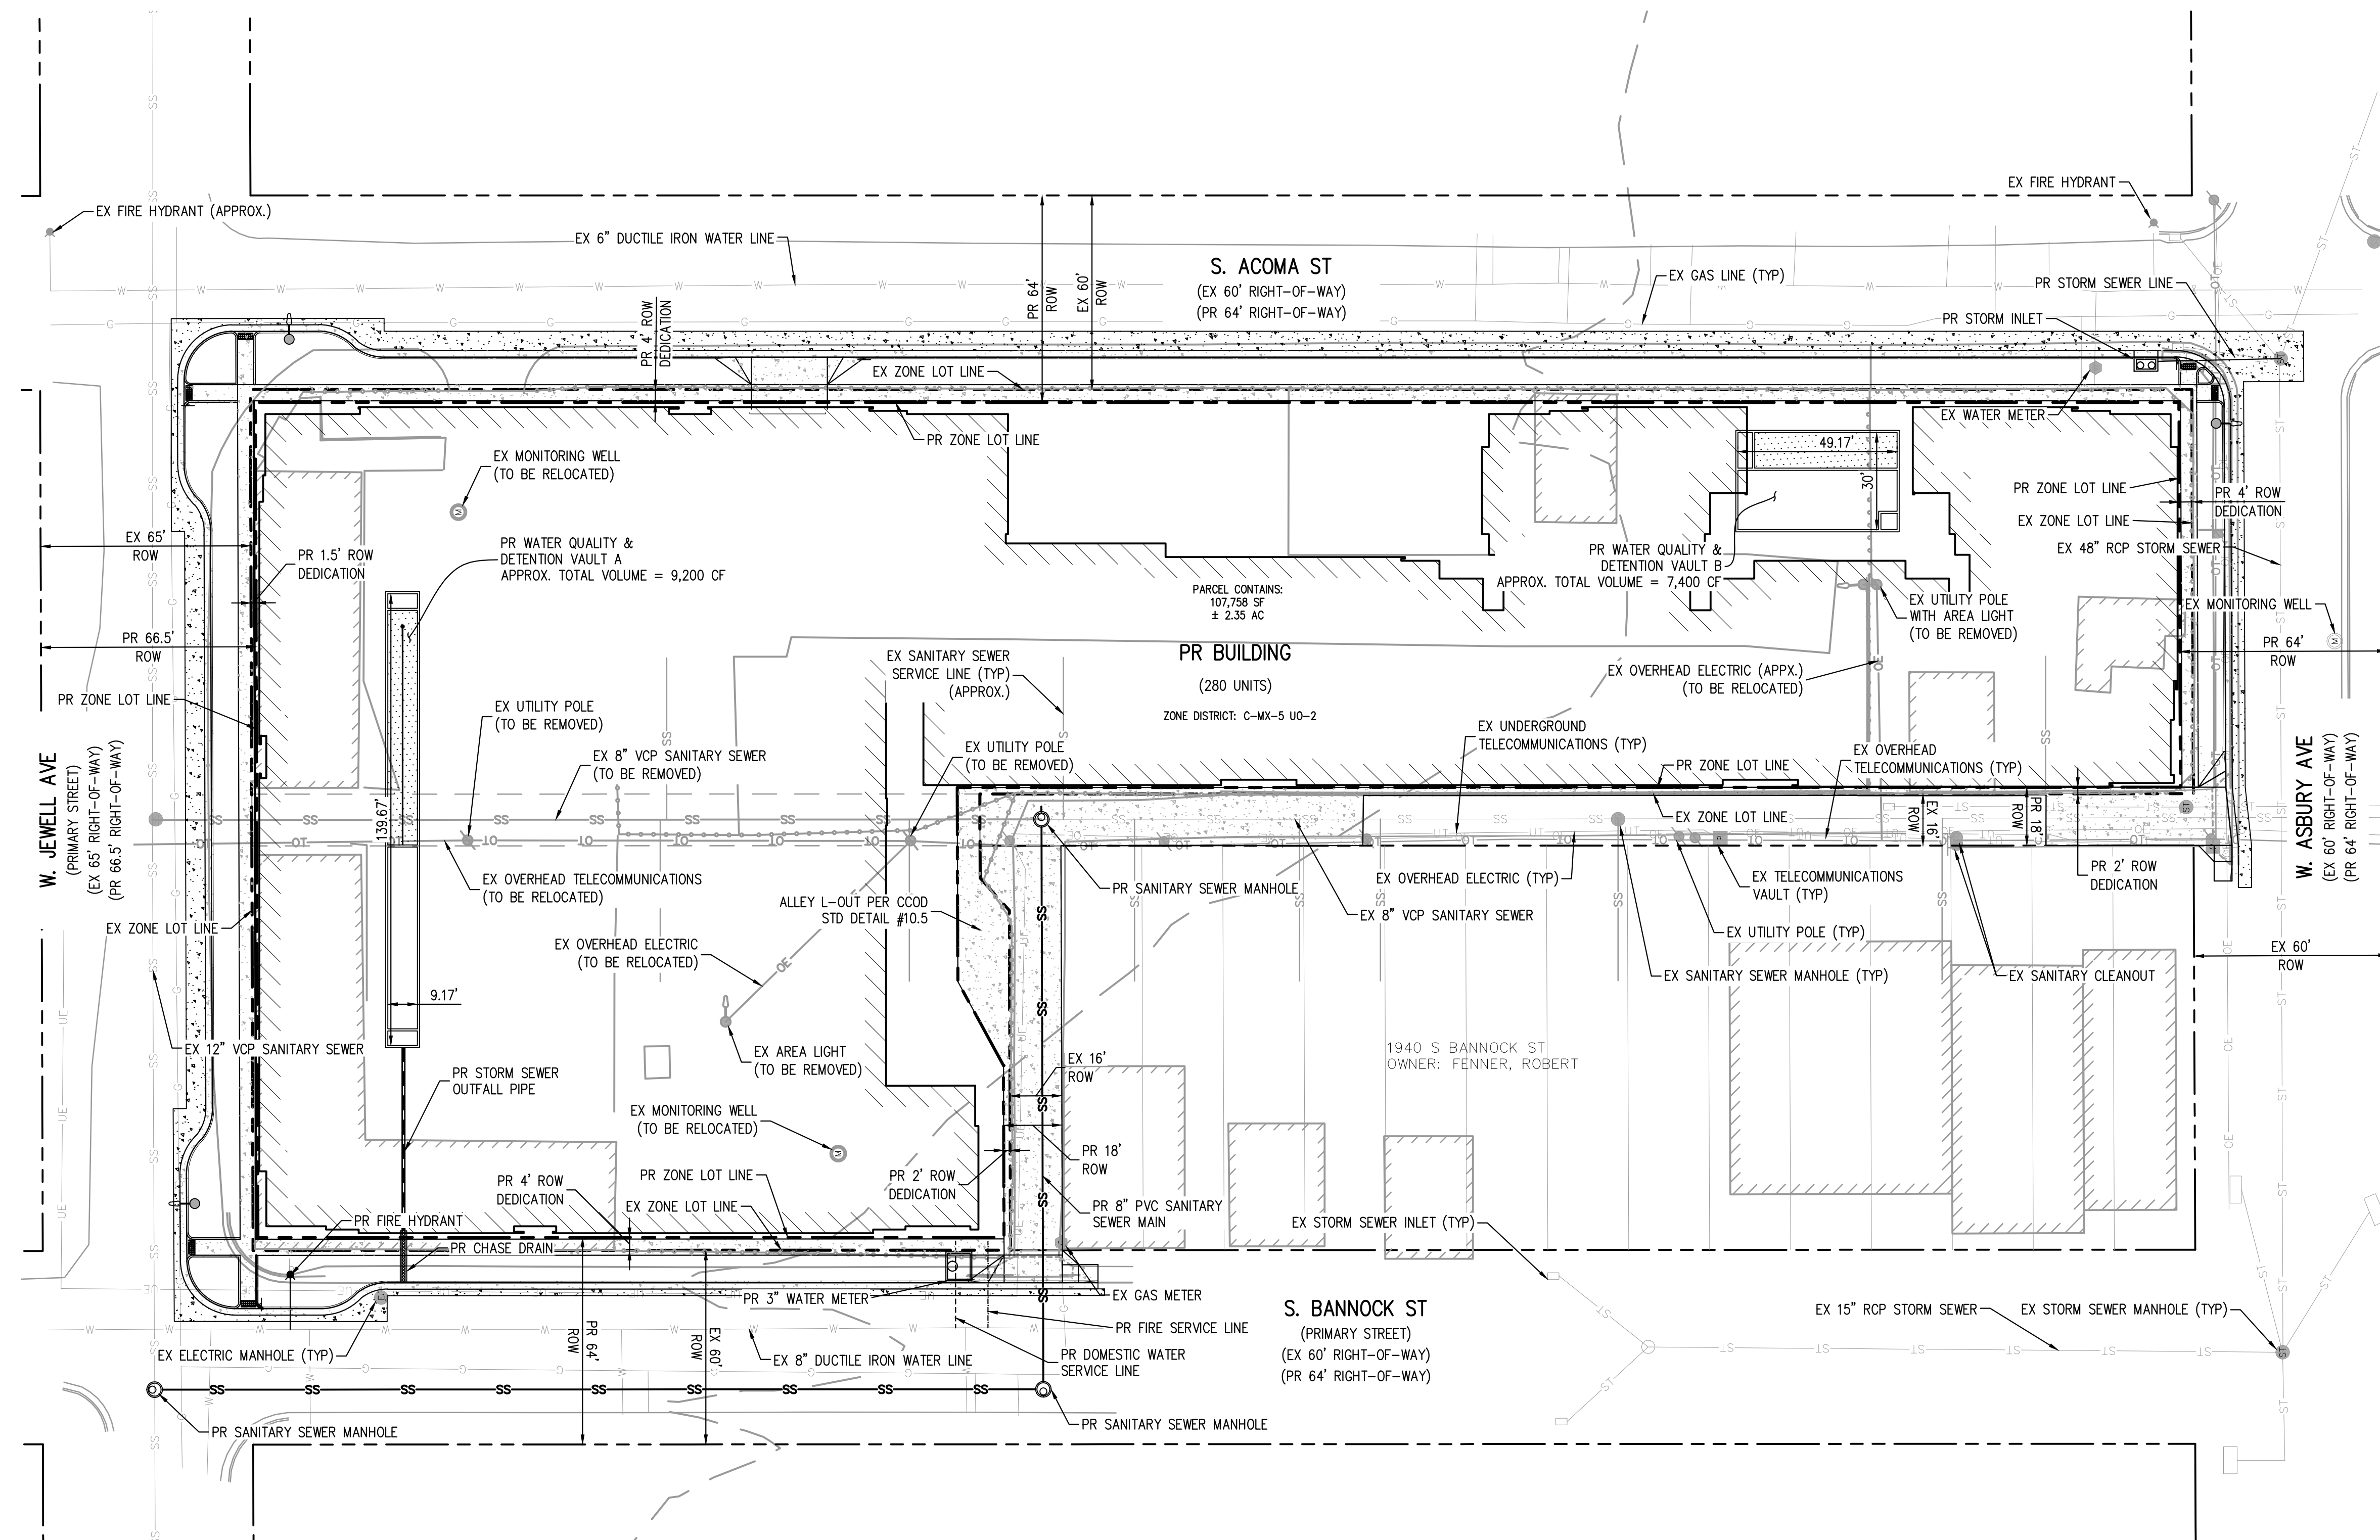 EX FIRE HYDRANT
EX FIRE HYDRANT (APPROX.)
EX 6" DUCTILE IRON WATER LINE
S. ACOMA ST
(EX 60' RIGHT-OF-WAY)
(PR 64' RIGHT-OF-WAY)
PR 64'
ROW
EX 60'
ROW
PR 4' ROW
DEDICATION
EX GAS LINE (TYP)
PR STORM SEWER LINE
PR STORM INLET
EX ZONE LOT LINE
PR ZONE LOT LINE
EX WATER METER
EX MONITORING WELL
(TO BE RELOCATED)
49.17'
30'
PR ZONE LOT LINE
PR 4' ROW
DEDICATION
EX ZONE LOT LINE
EX 48" RCP STORM SEWER
EX 65'
ROW
PR 1.5' ROW
DEDICATION
PR WATER QUALITY &
DETENTION VAULT A
APPROX. TOTAL VOLUME = 9,200 CF
PR WATER QUALITY &
DETENTION VAULT B
APPROX. TOTAL VOLUME = 7,400 CF
PARCEL CONTAINS:
107,758 SF
± 2.35 AC
EX UTILITY POLE
WITH AREA LIGHT
(TO BE REMOVED)
EX MONITORING WELL
PR 66.5'
ROW
PR 64'
ROW
PR BUILDING
(280 UNITS)
ZONE DISTRICT: C-MX-5 UO-2
EX SANITARY SEWER
SERVICE LINE (TYP)
(APPROX.)
EX OVERHEAD ELECTRIC (APPX.)
(TO BE RELOCATED)
PR ZONE LOT LINE
EX UTILITY POLE
(TO BE REMOVED)
EX 8" VCP SANITARY SEWER
(TO BE REMOVED)
EX UTILITY POLE
(TO BE REMOVED)
EX UNDERGROUND
TELECOMMUNICATIONS (TYP)
EX OVERHEAD
TELECOMMUNICATIONS (TYP)
PR ZONE LOT LINE
W. JEWELL AVE
(PRIMARY STREET)
(EX 65' RIGHT-OF-WAY)
(PR 66.5' RIGHT-OF-WAY)
139.67'
EX ZONE LOT LINE
EX 16'
ROW
PR 18'
ROW
W. ASBURY AVE
(EX 60' RIGHT-OF-WAY)
(PR 64' RIGHT-OF-WAY)
EX OVERHEAD TELECOMMUNICATIONS
(TO BE RELOCATED)
PR SANITARY SEWER MANHOLE
EX OVERHEAD ELECTRIC (TYP)
EX TELECOMMUNICATIONS
VAULT (TYP)
PR 2' ROW
DEDICATION
ALLEY L-OUT PER CCOD
STD DETAIL #10.5
EX 8" VCP SANITARY SEWER
EX ZONE LOT LINE
EX UTILITY POLE (TYP)
EX OVERHEAD ELECTRIC
(TO BE RELOCATED)
EX SANITARY SEWER MANHOLE (TYP)
EX SANITARY CLEANOUT
EX 60'
ROW
9.17'
EX 12" VCP SANITARY SEWER
EX AREA LIGHT
(TO BE REMOVED)
EX 16'
ROW
1940 S BANNOCK ST
OWNER: FENNER, ROBERT
PR STORM SEWER
OUTFALL PIPE
EX MONITORING WELL
(TO BE RELOCATED)
PR 18'
ROW
PR 4' ROW
DEDICATION
PR ZONE LOT LINE
PR 2' ROW
DEDICATION
EX ZONE LOT LINE
PR 8" PVC SANITARY
SEWER MAIN
PR FIRE HYDRANT
EX STORM SEWER INLET (TYP)
PR CHASE DRAIN
PR 3" WATER METER
EX GAS METER
S. BANNOCK ST
(PRIMARY STREET)
(EX 60' RIGHT-OF-WAY)
(PR 64' RIGHT-OF-WAY)
EX 15" RCP STORM SEWER
EX STORM SEWER MANHOLE (TYP)
PR FIRE SERVICE LINE
EX ELECTRIC MANHOLE (TYP)
PR 64'
ROW
EX 60'
ROW
EX 8" DUCTILE IRON WATER LINE
PR DOMESTIC WATER
SERVICE LINE
PR SANITARY SEWER MANHOLE
PR SANITARY SEWER MANHOLE